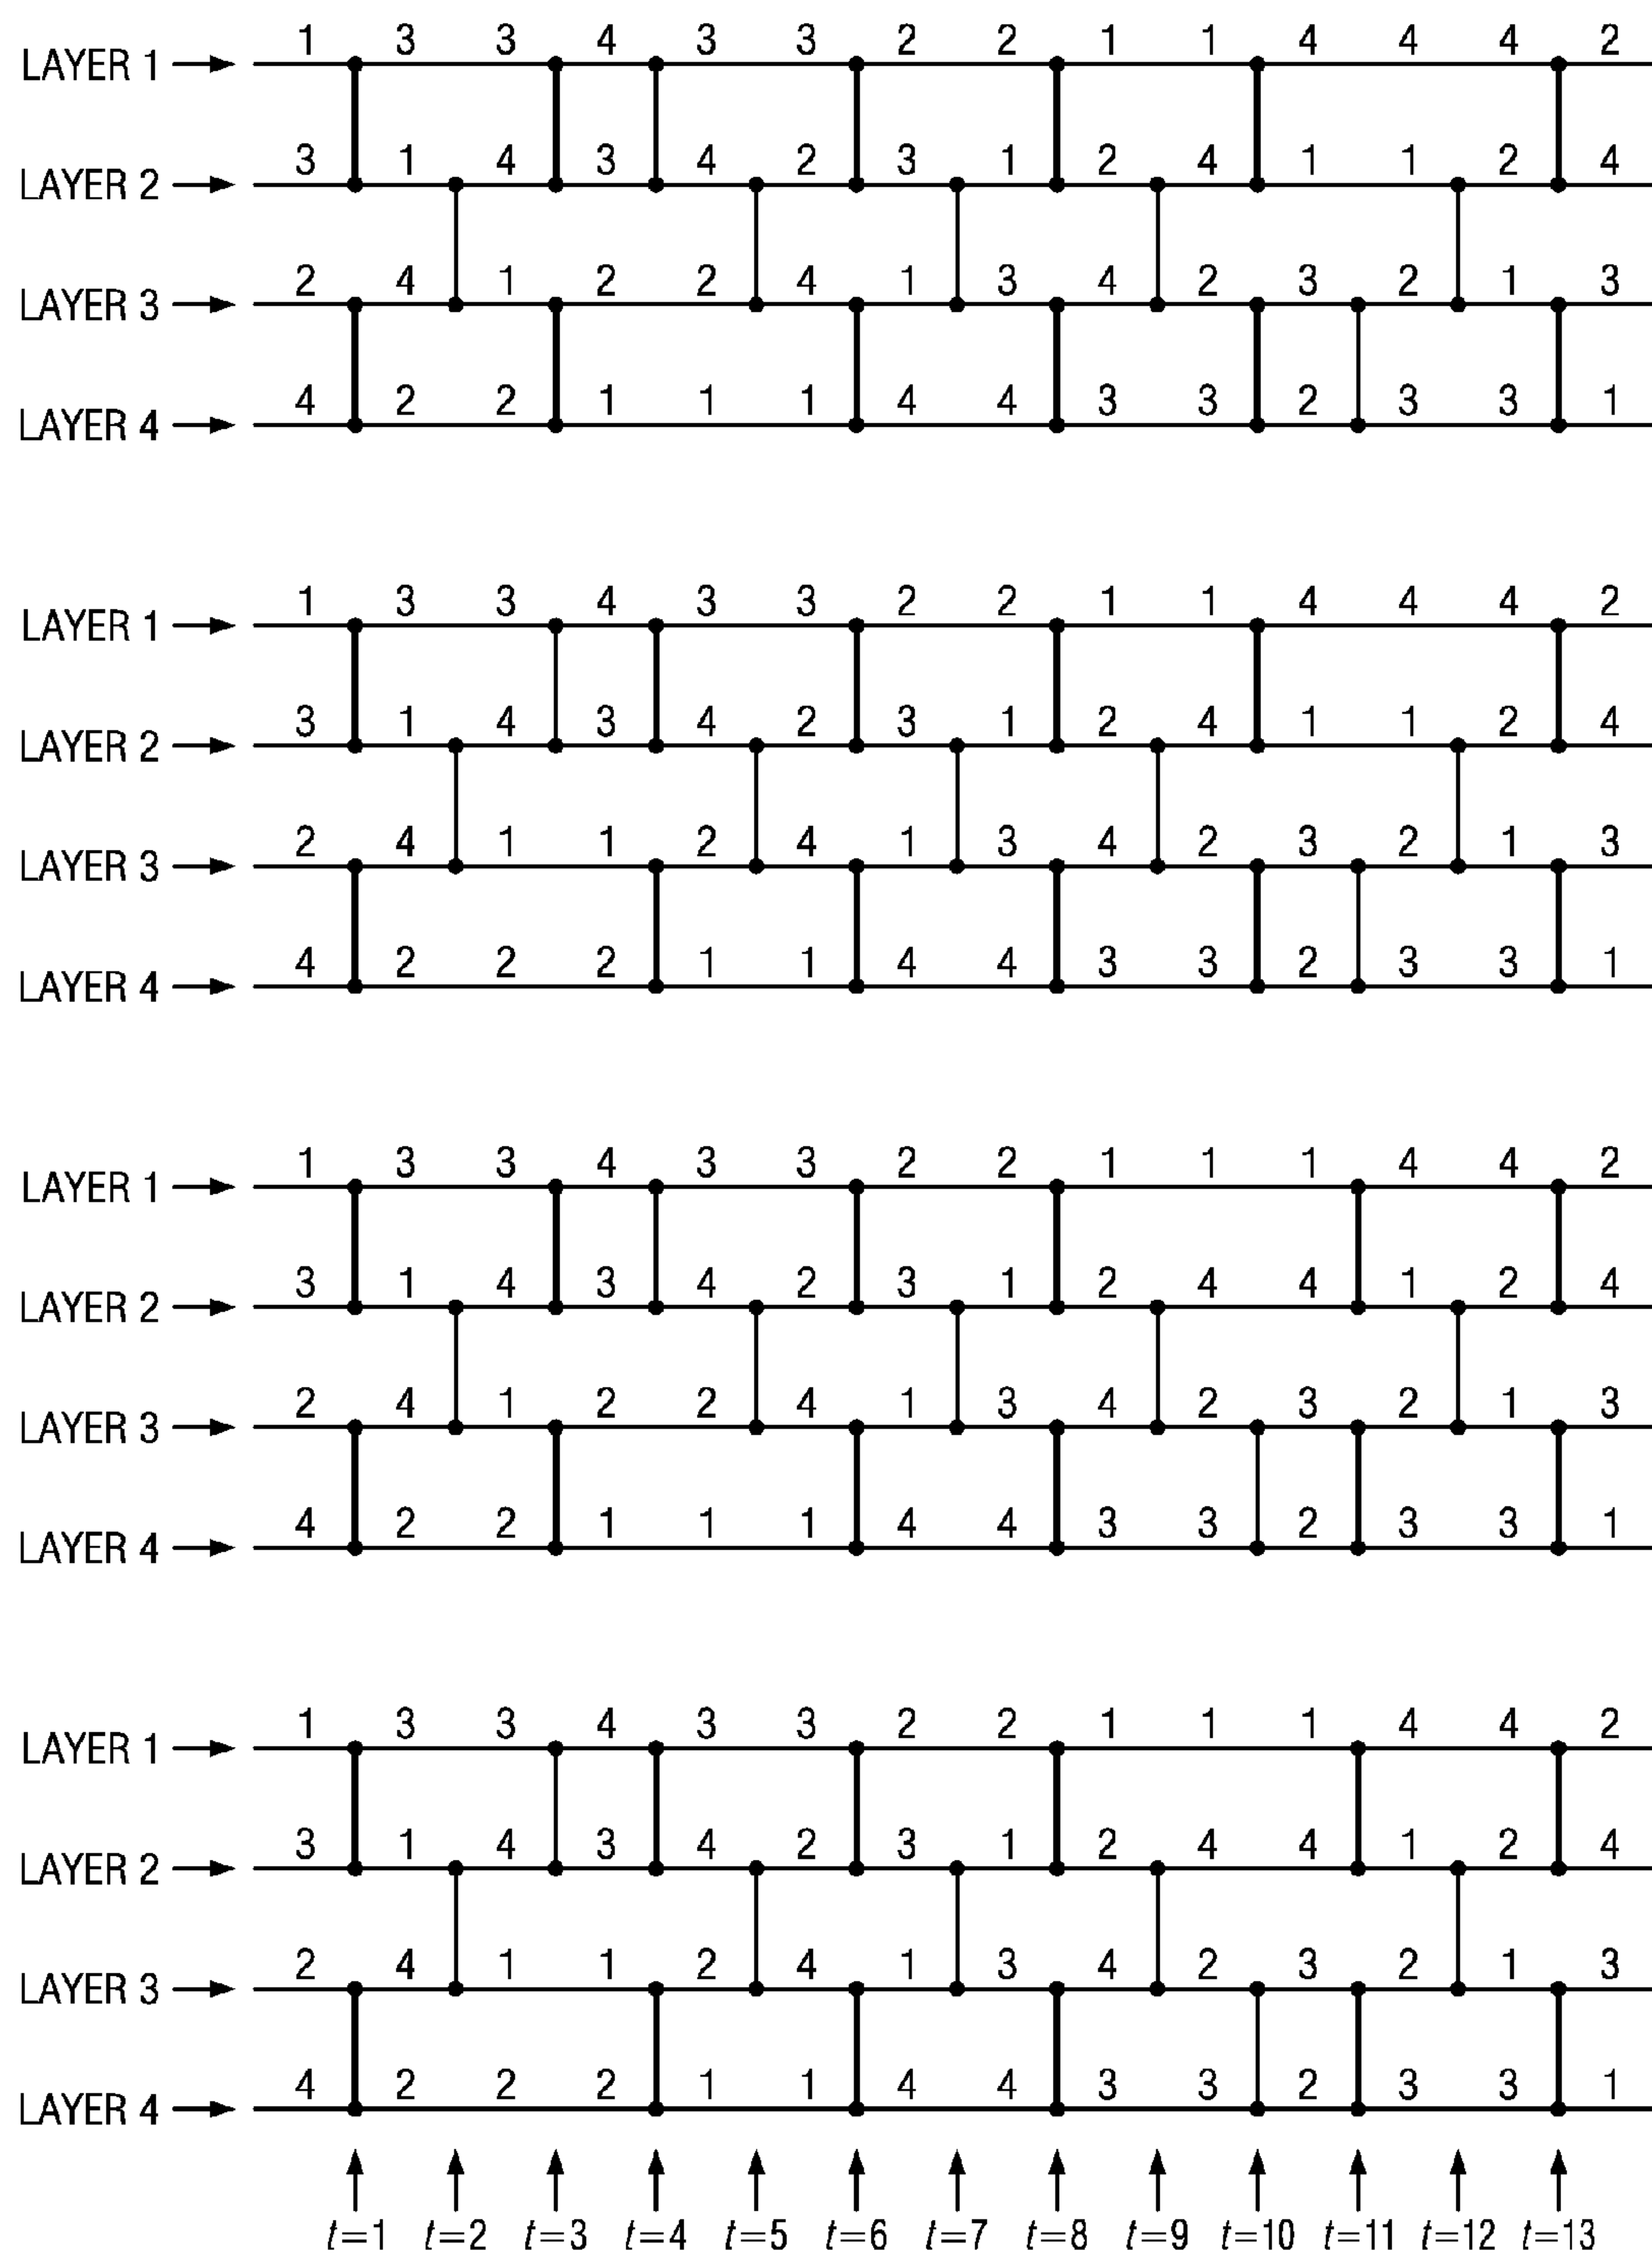 1 3 3 4 3 3 2 2 1 1 4 4 4 2
LAYER 1
3 1 4 3 4 2 3 1 2 4 1 1 2 4
LAYER 2
2 4 1 2 2 4 1 3 4 2 3 2 1 3
LAYER 3
4 2 2 1 1 1 4 4 3 3 2 3 3 1
LAYER 4
1 3 3 4 3 3 2 2 1 1 4 4 4 2
LAYER 1
3 1 4 3 4 2 3 1 2 4 1 1 2 4
LAYER 2
2 4 1 1 2 4 1 3 4 2 3 2 1 3
LAYER 3
4 2 2 2 1 1 4 4 3 3 2 3 3 1
LAYER 4
1 3 3 4 3 3 2 2 1 1 1 4 4 2
LAYER 1
3 1 4 3 4 2 3 1 2 4 4 1 2 4
LAYER 2
2 4 1 2 2 4 1 3 4 2 3 2 1 3
LAYER 3
4 2 2 1 1 1 4 4 3 3 2 3 3 1
LAYER 4
1 3 3 4 3 3 2 2 1 1 1 4 4 2
LAYER 1
3 1 4 3 4 2 3 1 2 4 4 1 2 4
LAYER 2
2 4 1 1 2 4 1 3 4 2 3 2 1 3
LAYER 3
4 2 2 2 1 1 4 4 3 3 2 3 3 1
LAYER 4
t=1 t=2 t=3 t=4 t=5 t=6 t=7 t=8 t=9 t=10 t=11 t=12 t=13